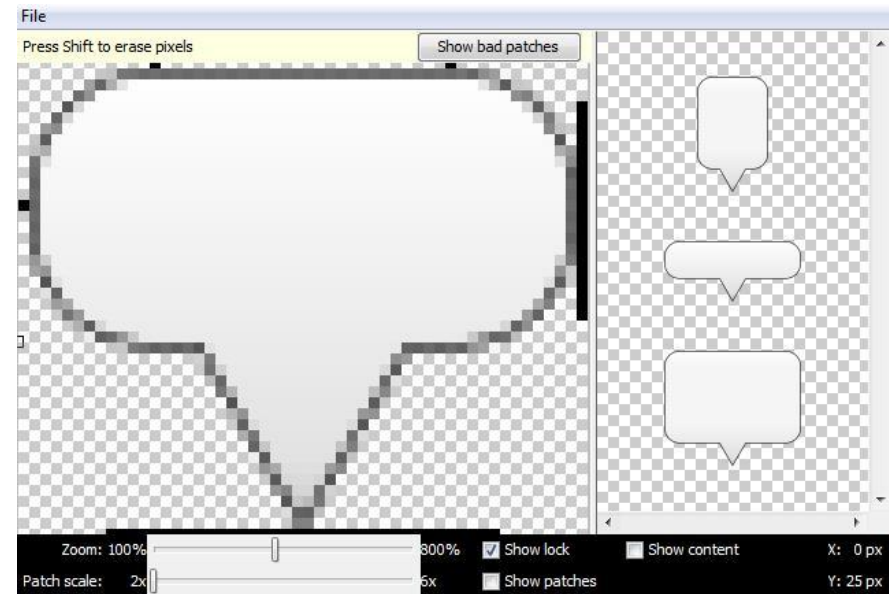 File
Press Shift to erase pixels Show bad patches
Zoom: 100% 800% Show lock Show content X: 0 px
Patch scale: 2x 6x Show patches Y: 25 px